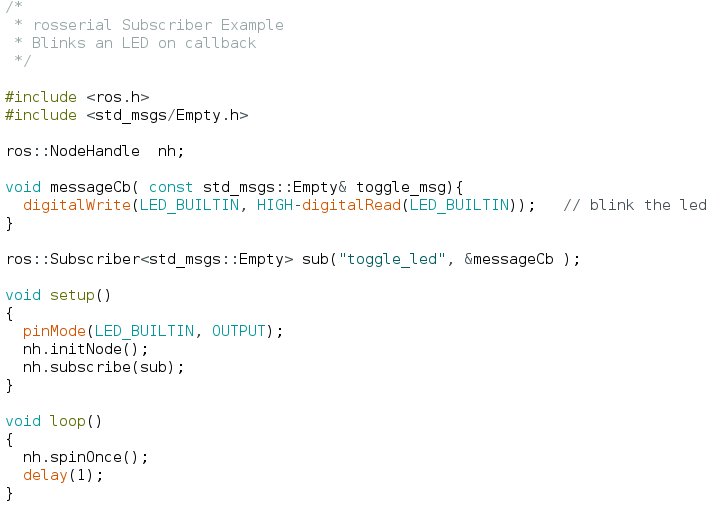 /*
 * rosserial Subscriber Example
 * Blinks an LED on callback
 */

#include <ros.h>
#include <std_msgs/Empty.h>

ros::NodeHandle  nh;

void messageCb( const std_msgs::Empty& toggle_msg){
  digitalWrite(LED_BUILTIN, HIGH-digitalRead(LED_BUILTIN));   // blink the led
}

ros::Subscriber<std_msgs::Empty> sub("toggle_led", &messageCb );

void setup()
{
  pinMode(LED_BUILTIN, OUTPUT);
  nh.initNode();
  nh.subscribe(sub);
}

void loop()
{
  nh.spinOnce();
  delay(1);
}